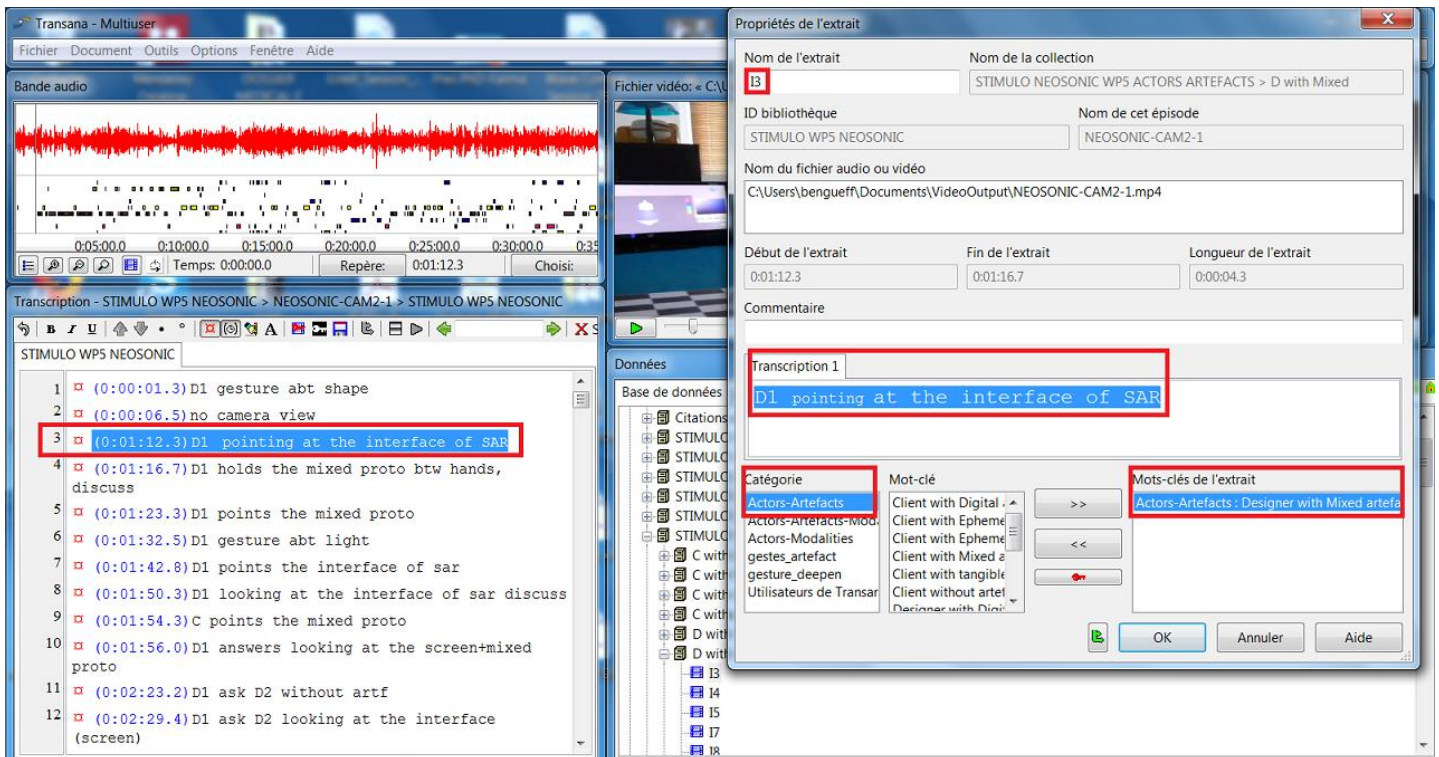 Transana - Multiuser
Fichier Document Outils Options Fenêtre Aide
Bande audio
0:05:00.0 0:10:00.0 0:15:00.0 0:20:00.0 0:25:00.0 0:30:00.0 0:35
Temps: 0:00:00.0 Repère: 0:01:12.3 Choisi:
Transcription - STIMULO WP5 NEOSONIC > NEOSONIC-CAM2-1 > STIMULO WP5 NEOSONIC
B I U A X S
STIMULO WP5 NEOSONIC
1 ¤ (0:00:01.3)D1 gesture abt shape
2 ¤ (0:00:06.5)no camera view
3 ¤ (0:01:12.3)D1 pointing at the interface of SAR
4 ¤ (0:01:16.7)D1 holds the mixed proto btw hands,
discuss
5 ¤ (0:01:23.3)D1 points the mixed proto
6 ¤ (0:01:32.5)D1 gesture abt light
7 ¤ (0:01:42.8)D1 points the interface of sar
8 ¤ (0:01:50.3)D1 looking at the interface of sar discuss
9 ¤ (0:01:54.3)C points the mixed proto
10 ¤ (0:01:56.0)D1 answers looking at the screen+mixed
proto
11 ¤ (0:02:23.2)D1 ask D2 without artf
12 ¤ (0:02:29.4)D1 ask D2 looking at the interface
(screen)
Fichier vidéo: « C:\U
Données
Base de données
Citations
STIMULO
STIMULO
STIMULO
STIMULO
STIMULO
STIMULO
C with
C with
C with
C with
D with
D with
I3
I4
I5
I7
I8
Propriétés de l'extrait
Nom de l'extrait Nom de la collection
I3 STIMULO NEOSONIC WP5 ACTORS ARTEFACTS > D with Mixed
ID bibliothèque Nom de cet épisode
STIMULO WP5 NEOSONIC NEOSONIC-CAM2-1
Nom du fichier audio ou vidéo
C:\Users\bengueff\Documents\VideoOutput\NEOSONIC-CAM2-1.mp4
Début de l'extrait Fin de l'extrait Longueur de l'extrait
0:01:12.3 0:01:16.7 0:00:04.3
Commentaire
Transcription 1
D1 pointing at the interface of SAR
Catégorie Mot-clé Mots-clés de l'extrait
Actors-Artefacts
Actors-Artefacts-Moda
Actors-Modalities
gestes_artefact
gesture_deepen
Utilisateurs de Transan
Client with Digital
Client with Epheme
Client with Epheme
Client with Mixed a
Client with tangible
Client without artef
Designer with Digi
>>
<<
Actors-Artefacts : Designer with Mixed artefa
OK Annuler Aide